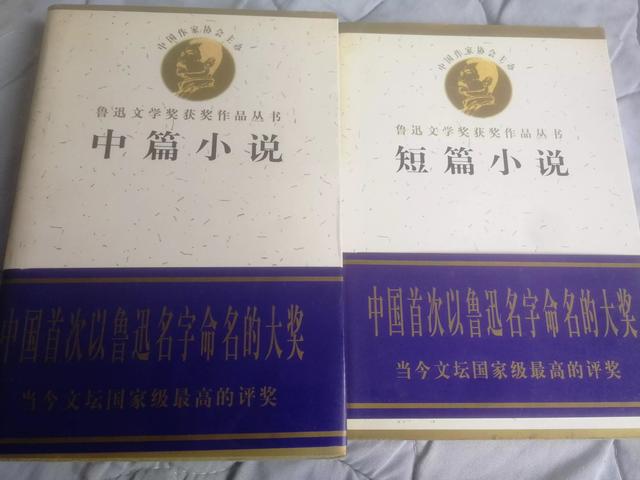 中国作家协会主办
鲁迅文学奖获奖作品丛书
中篇小说
中国首次以鲁迅名字命名的大奖
当今文坛国家级最高的评奖
中国作家协会主办
鲁迅文学奖获奖作品丛书
短篇小说
中国首次以鲁迅名字命名的大奖
当今文坛国家级最高的评奖